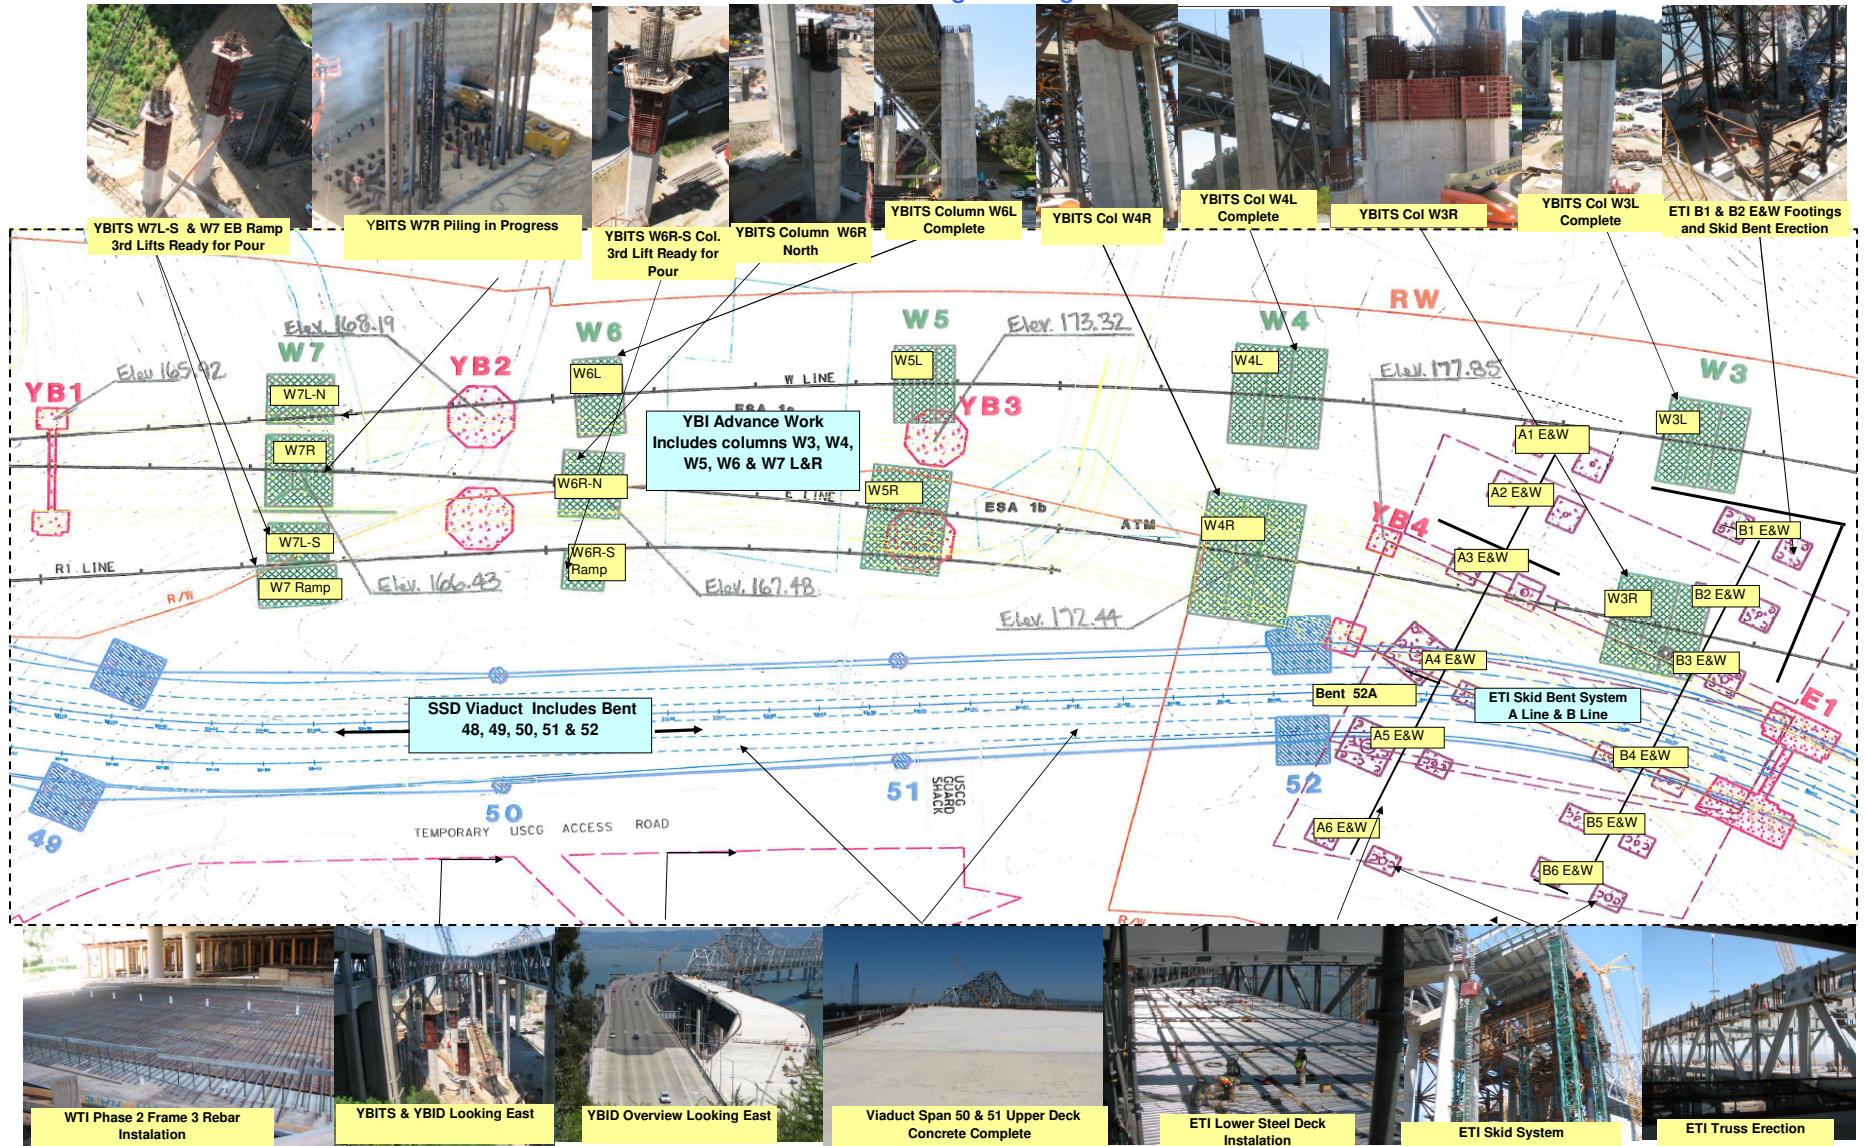 YBITS W7L-S & W7 EB Ramp
3rd Lifts Ready for Pour
YBITS W7R Piling in Progress
YBITS W6R-S Col.
3rd Lift Ready for
Pour
YBITS Column W6R
North
YBITS Column W6L
Complete
YBITS Col W4R
YBITS Col W4L
Complete
YBITS Col W3R
YBITS Col W3L
Complete
ETI B1 & B2 E&W Footings
and Skid Bent Erection
RW
Elev. 168.19
W7
W6
W5
Elev. 173.32
W4
Elev 165.92
YB1
YB2
W6L
W5L
W4L
Elev. 177.85
W3
W7L-N
W LINE
YB3
W3L
A1 E&W
YBI Advance Work
Includes columns W3, W4,
W5, W6 & W7 L&R
W7R
W6R-N
W5R
E LINE
ESA 1b
ATM
W4R
YB4
A2 E&W
B1 E&W
W7L-S
R1 LINE
W6R-S
Ramp
A3 E&W
W7 Ramp
R/W
Elev. 166.43
Elev. 167.48
Elev. 172.44
W3R
B2 E&W
A4 E&W
B3 E&W
Bent 52A
ETI Skid Bent System
A Line & B Line
E1
SSD Viaduct Includes Bent
48, 49, 50, 51 & 52
A5 E&W
B4 E&W
49
50
51
52
USCG
GUARD
SHACK
TEMPORARY USCG ACCESS ROAD
A6 E&W
B5 E&W
B6 E&W
R/W
WTI Phase 2 Frame 3 Rebar
Instalation
YBITS & YBID Looking East
YBID Overview Looking East
Viaduct Span 50 & 51 Upper Deck
Concrete Complete
ETI Lower Steel Deck
Instalation
ETI Skid System
ETI Truss Erection